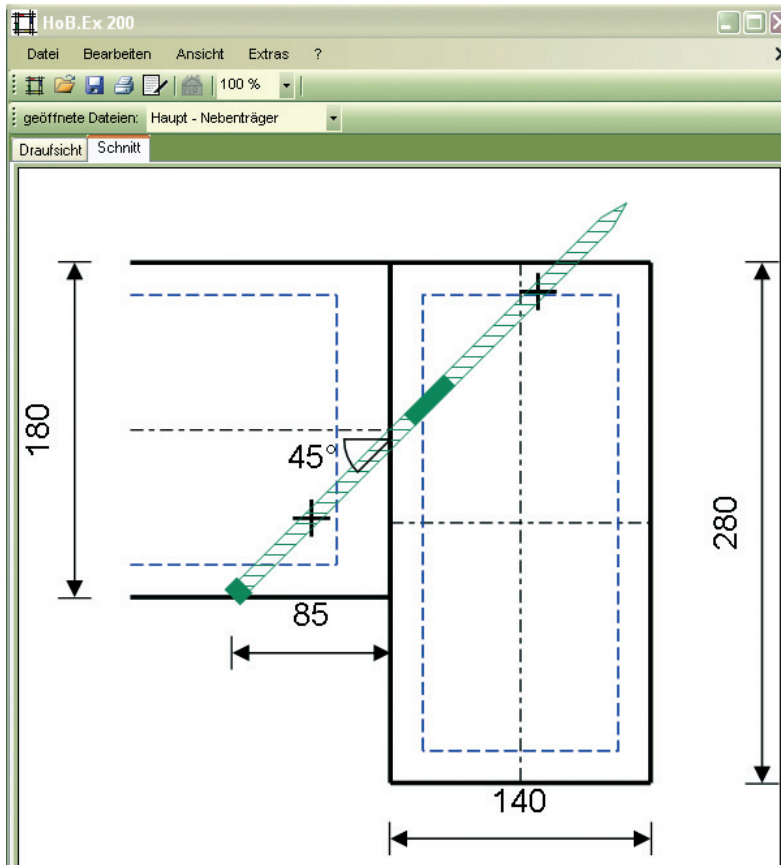 HoB.Ex 200
Datei Bearbeiten Ansicht Extras ?
100 %
geöffnete Dateien: Haupt - Nebenträger
Draufsicht Schnitt
180
45°
85
280
140